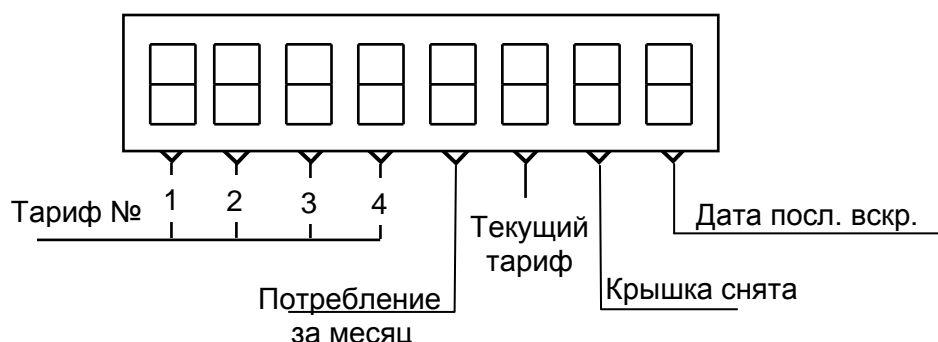 Тариф № 1 2 3 4
Потребление
за месяц
Текущий
тариф
Крышка снята
Дата посл. вскр.